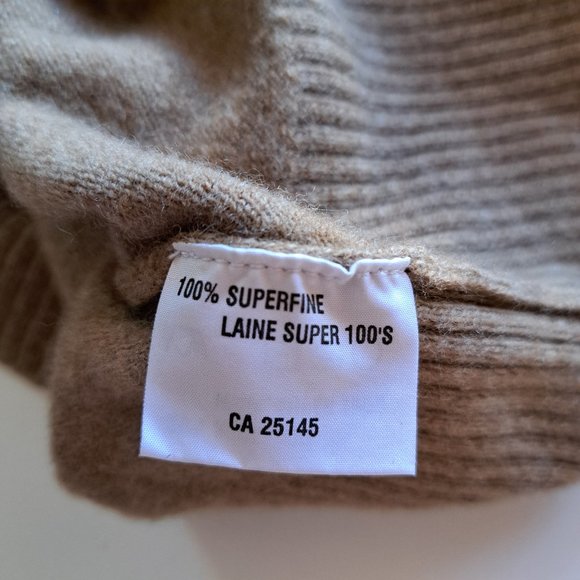 100% SUPERFINE
LAINE SUPER 100'S
CA 25145